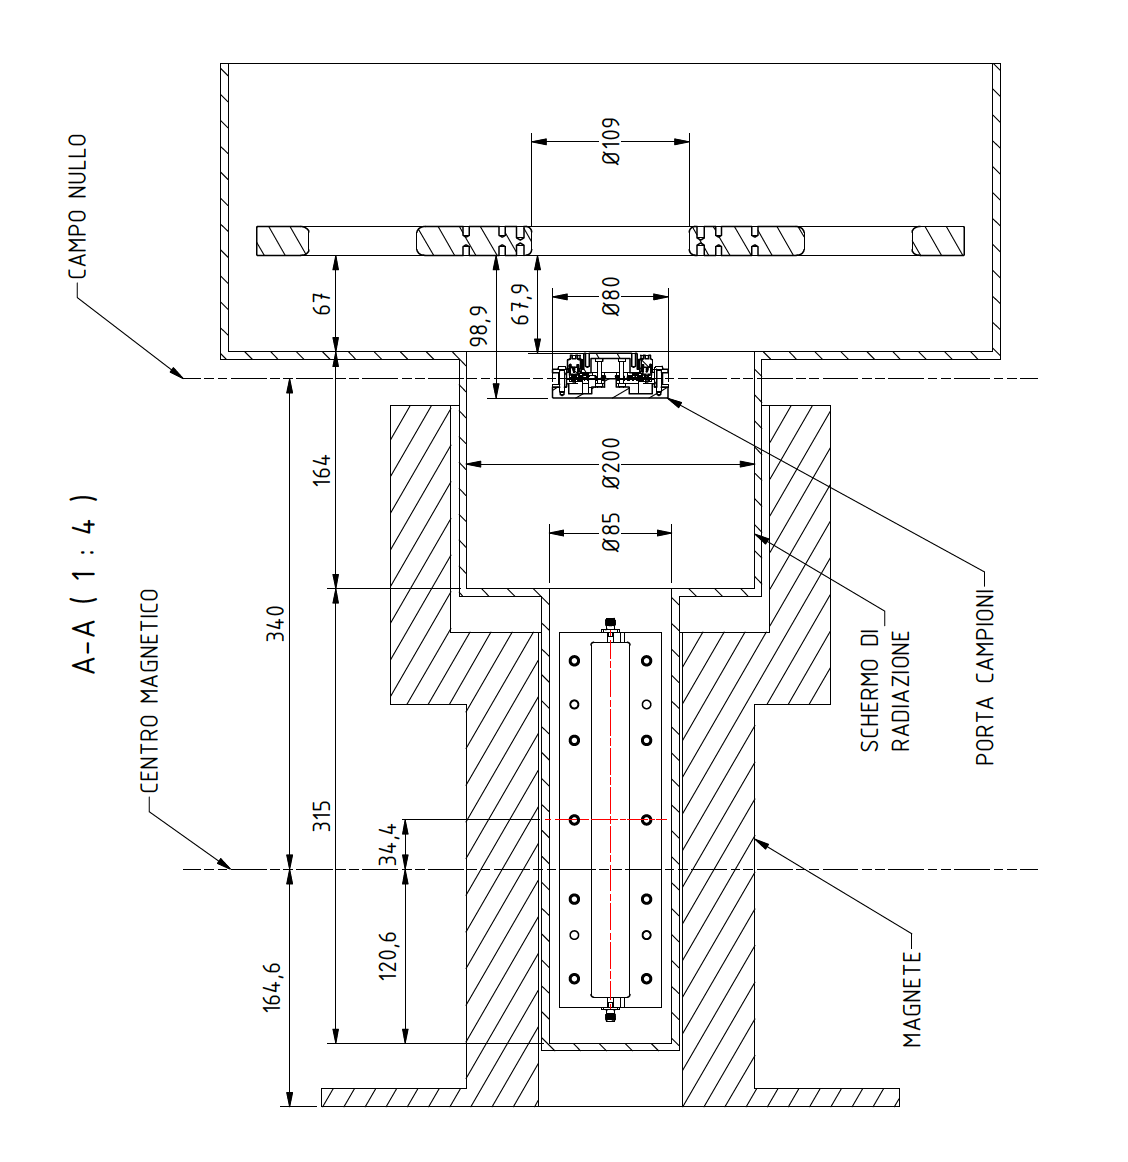 A-A ( 1 : 4 )
CAMPO NULLO
CENTRO MAGNETICO
Ø109
67
98,9
67,9
Ø80
164
Ø200
Ø85
340
315
34,4
120,6
164,6
SCHERMO DI
RADIAZIONE
PORTA CAMPIONI
MAGNETE